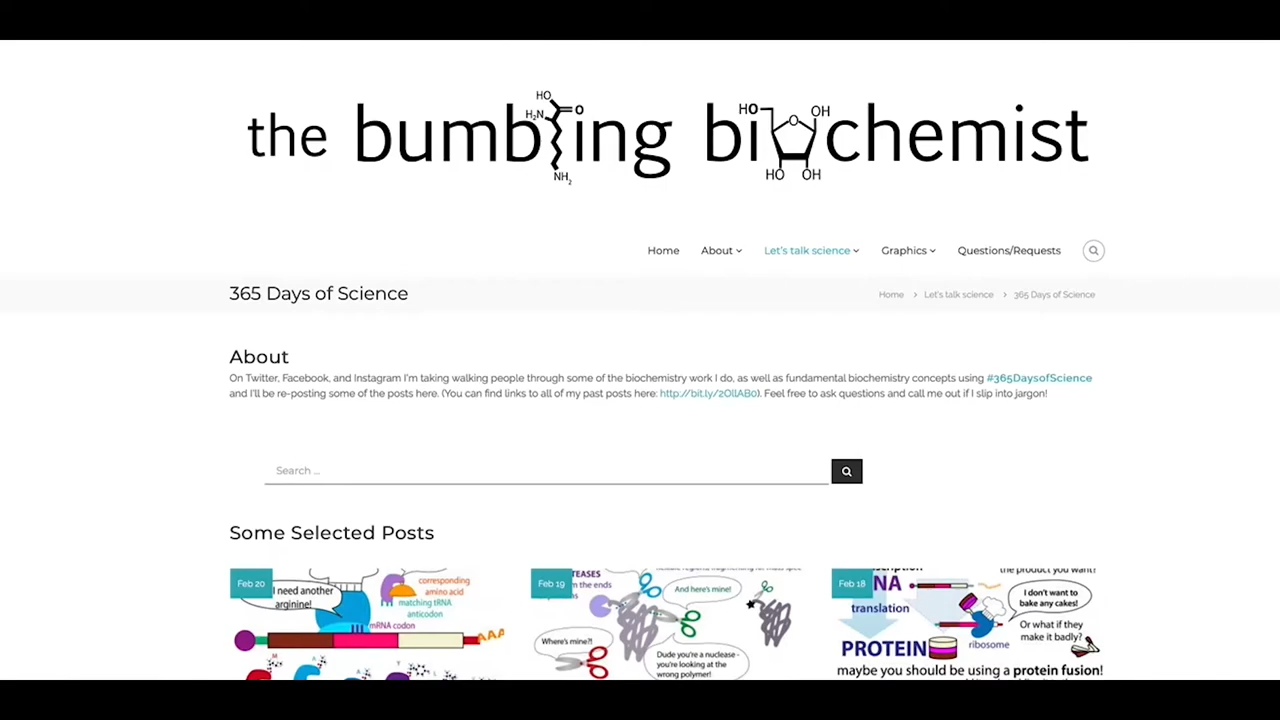 the bumbling biochemist
HO
O
H₂N
NH₂
HO
OH
HO
OH
Home
About
Let's talk science
Graphics
Questions/Requests
365 Days of Science
Home > Let's talk science > 365 Days of Science
About
On Twitter, Facebook, and Instagram I'm taking walking people through some of the biochemistry work I do, as well as fundamental biochemistry concepts using #365DaysofScience
and I'll be re-posting some of the posts here. (You can find links to all of my past posts here: http://bit.ly/2OllAB0). Feel free to ask questions and call me out if I slip into jargon!
Search ...
Some Selected Posts
Feb 20
I need another
arginine!
corresponding
amino acid
matching tRNA
anticodon
mRNA codon
AAA
Feb 19
And here's mine!
Where's mine?!
Dude you're a nuclease -
you're looking at the
wrong polymer!
Feb 18
the product you want!
translation
PROTEIN
ribosome
I don't want to
bake any cakes!
Or what if they
make it badly?
maybe you should be using a protein fusion!